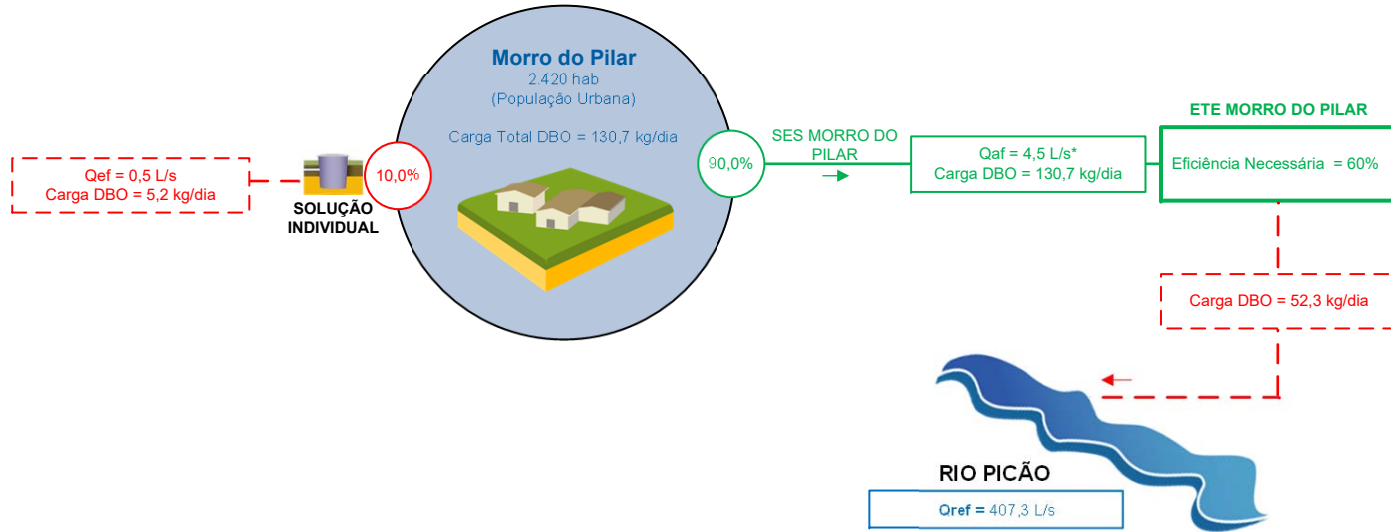 Morro do Pilar
2.420 hab
(População Urbana)
Carga Total DBO = 130,7 kg/dia
Qef = 0,5 L/s
Carga DBO = 5,2 kg/dia
SOLUÇÃO
INDIVIDUAL
10,0%
90,0%
SES MORRO DO
PILAR
Qaf = 4,5 L/s*
Carga DBO = 130,7 kg/dia
ETE MORRO DO PILAR
Eficiência Necessária = 60%
Carga DBO = 52,3 kg/dia
RIO PICÃO
Qref = 407,3 L/s